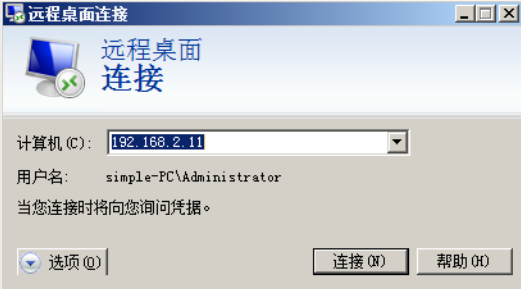 远程桌面连接
远程桌面
连接
计算机(C): 192.168.2.11
用户名: simple-PC\Administrator
当您连接时将向您询问凭据。
选项(O) 连接(N) 帮助(H)